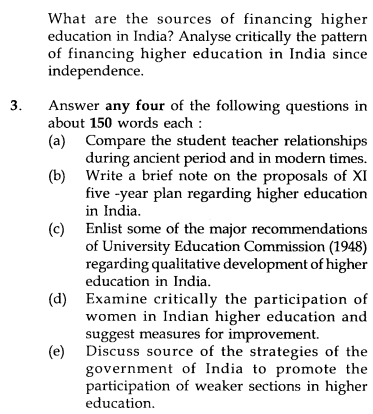 What are the sources of financing higher
education in India? Analyse critically the pattern
of financing higher education in India since
independence.
3. Answer any four of the following questions in
about 150 words each :
(a) Compare the student teacher relationships
during ancient period and in modern times.
(b) Write a brief note on the proposals of XI
five -year plan regarding higher education
in India.
(c) Enlist some of the major recommendations
of University Education Commission (1948)
regarding qualitative development of higher
education in India.
(d) Examine critically the participation of
women in Indian higher education and
suggest measures for improvement.
(e) Discuss source of the strategies of the
government of India to promote the
participation of weaker sections in higher
education.